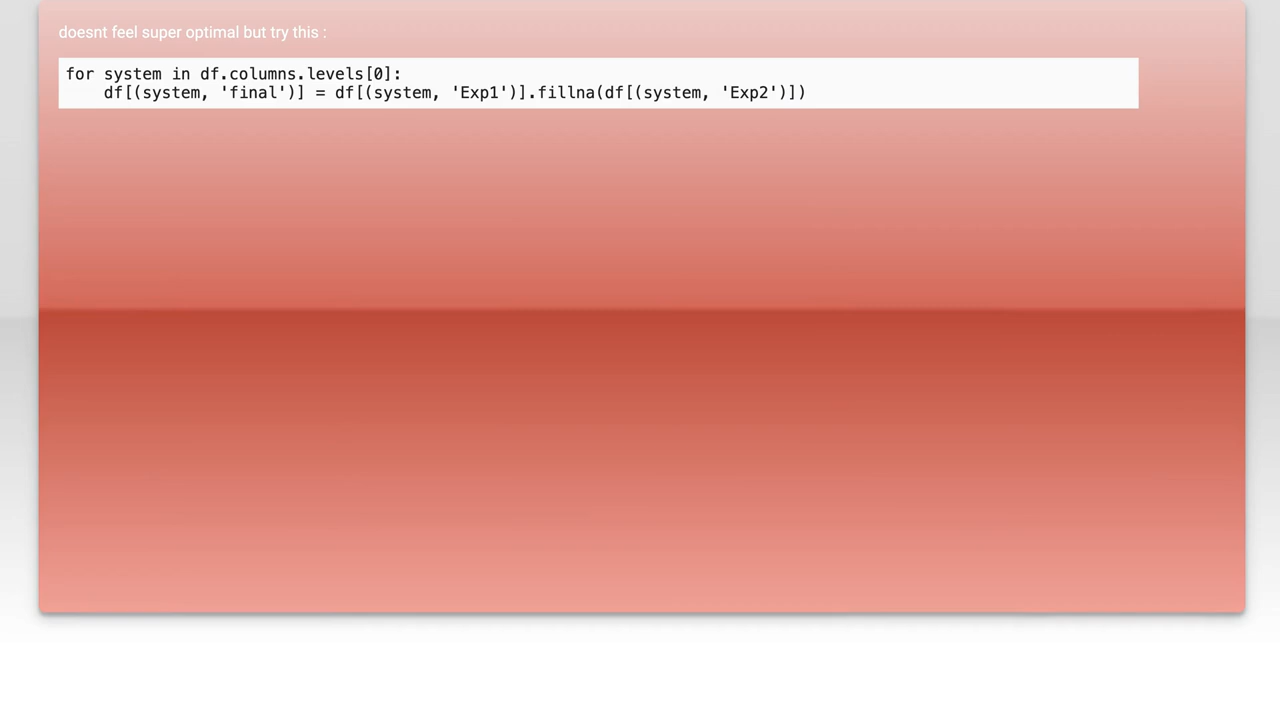 doesnt feel super optimal but try this :
for system in df.columns.levels[0]:
    df[(system, 'final')] = df[(system, 'Exp1')].fillna(df[(system, 'Exp2')])